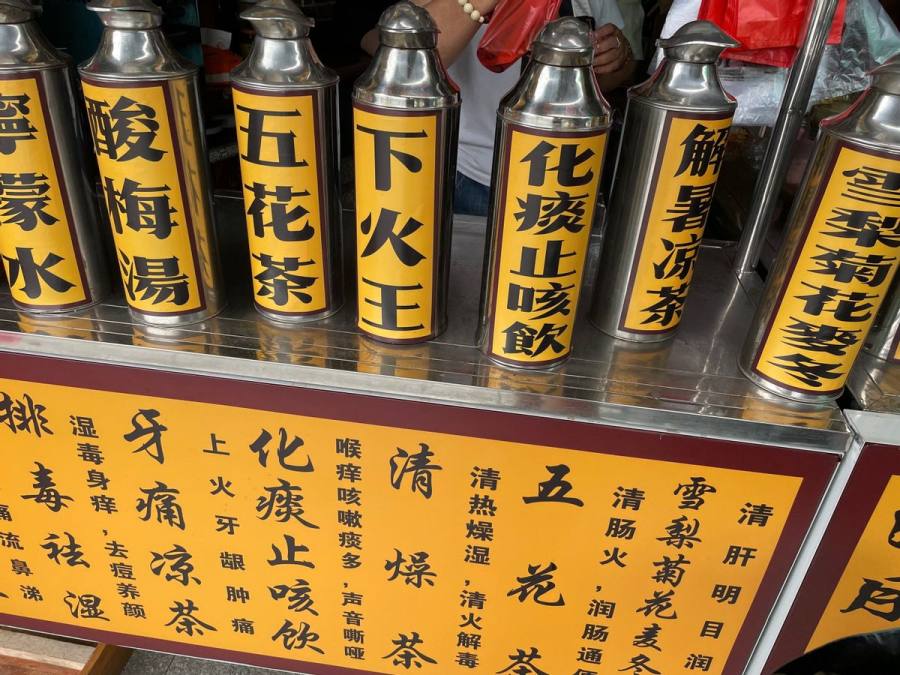 檸檬水
酸梅湯
五花茶
下火王
化痰止咳飲
解暑凉茶
雪梨菊花麥冬
痛流鼻涕
排毒祛湿
湿毒身痒，去痘养颜
牙痛凉茶
上火牙龈肿痛
化痰止咳饮
喉痒咳嗽痰多，声音嘶哑
清燥茶
清热燥湿，清火解毒
五花茶
清肠火，润肠通便
雪梨菊花麦冬
清肝明目润